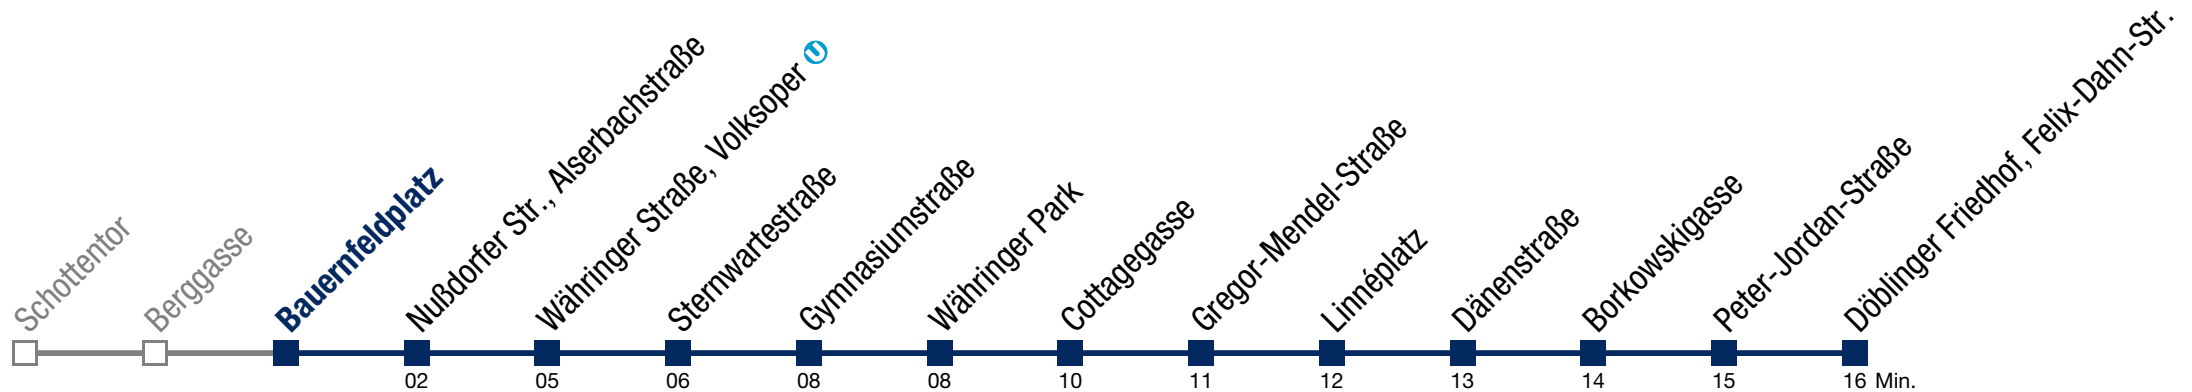 Schottentor
Berggasse
Bauernfeldplatz
Nußdorfer Str., Alserbachstraße
Währinger Straße, Volksoper U
Sternwartestraße
Gymnasiumstraße
Währinger Park
Cottagegasse
Gregor-Mendel-Straße
Linnéplatz
Dänenstraße
Borkowskigasse
Peter-Jordan-Straße
Döblinger Friedhof, Felix-Dahn-Str.
02 05 06 08 08 10 11 12 13 14 15 16 Min.